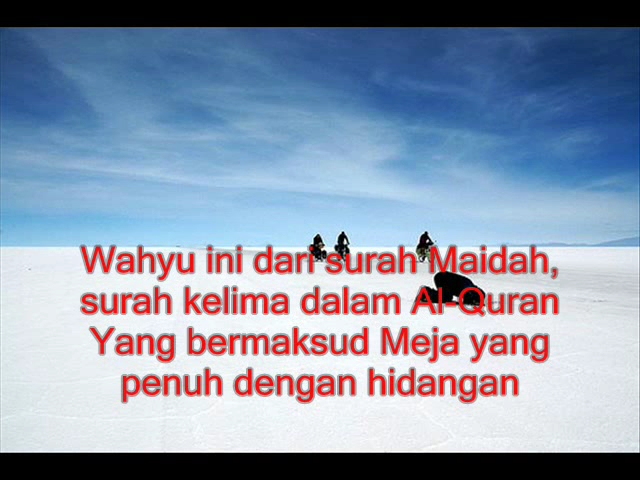 Wahyu ini dari surah Maidah,
surah kelima dalam Al-Quran
Yang bermaksud Meja yang
penuh dengan hidangan